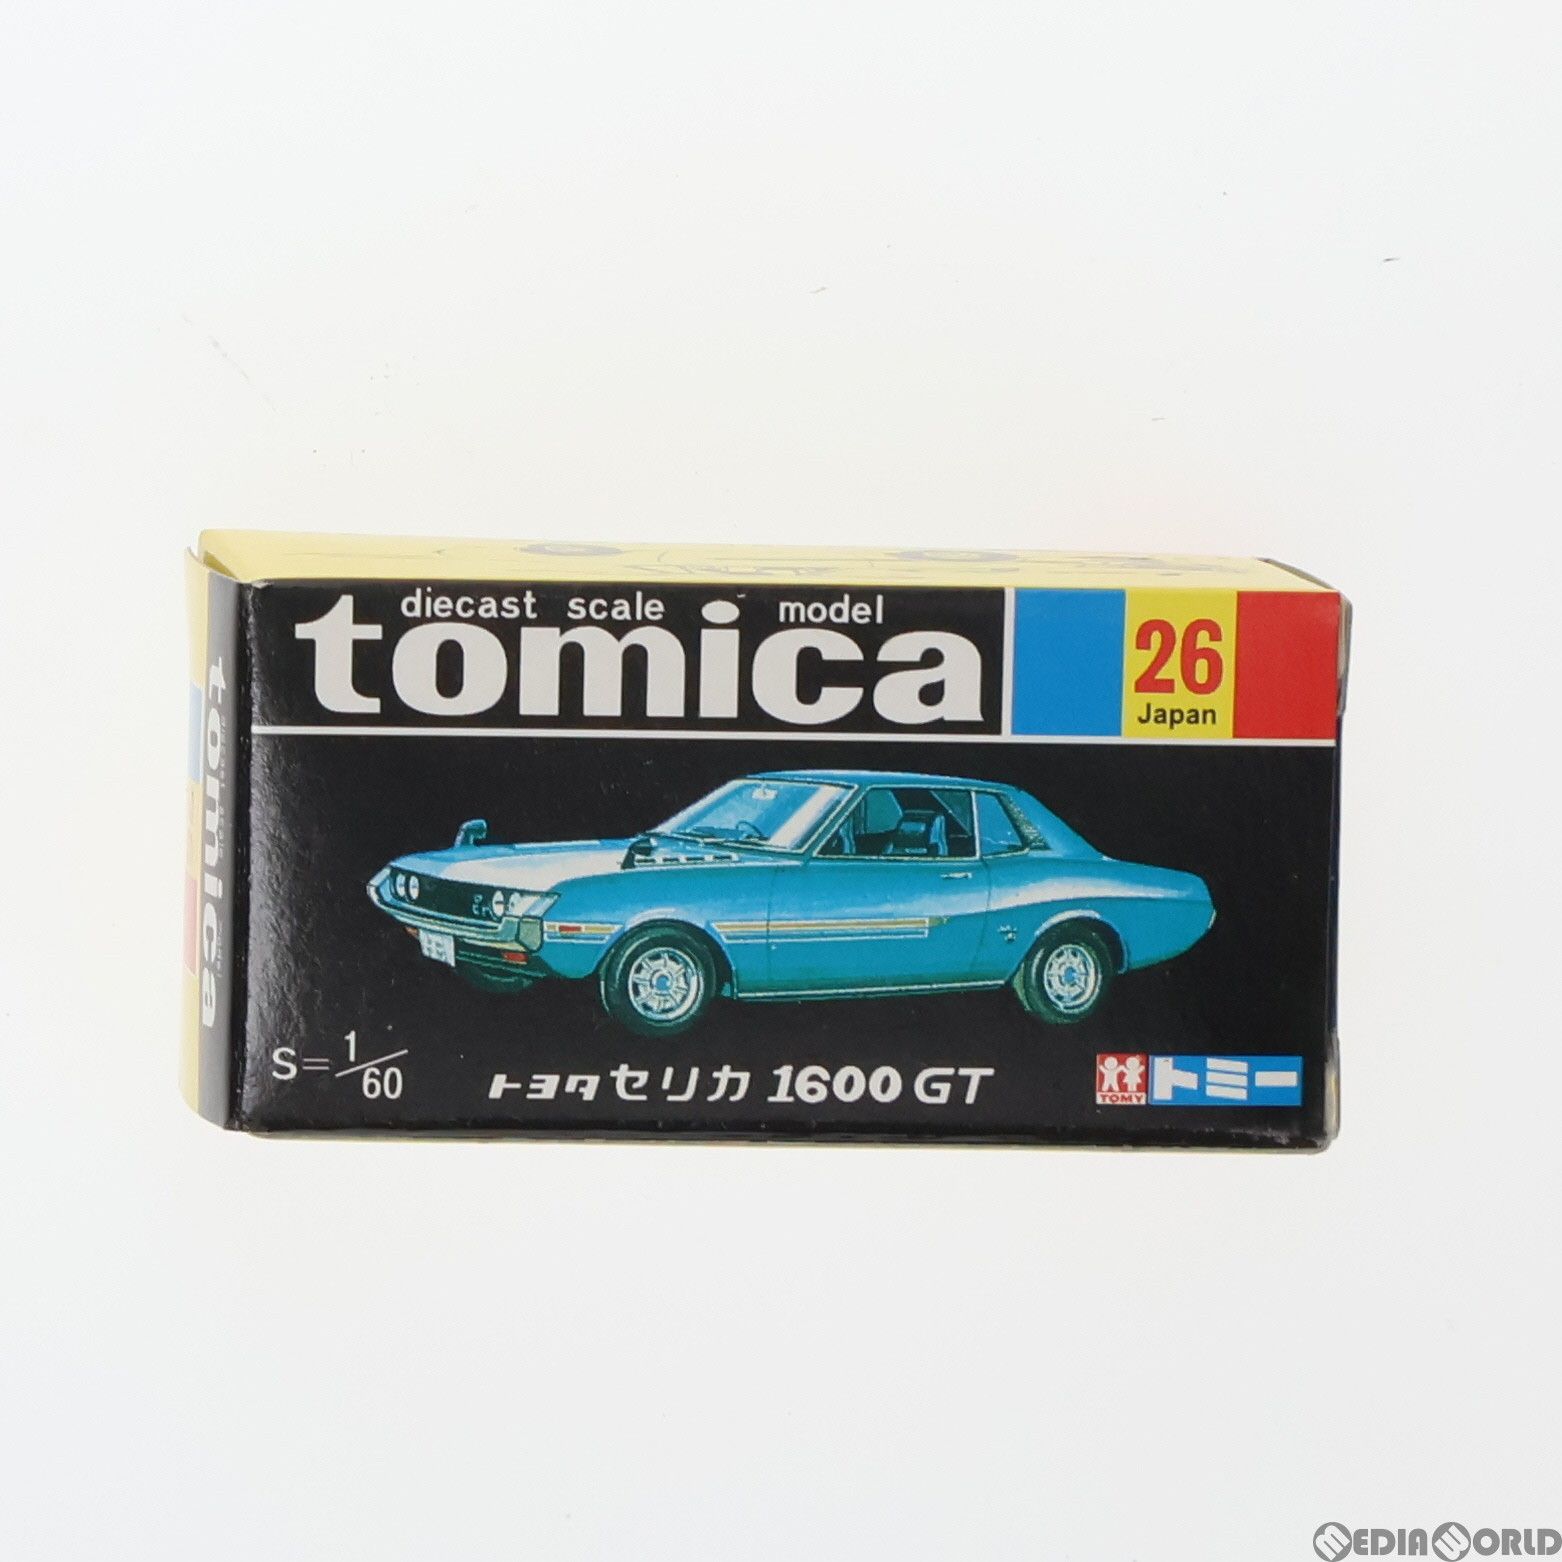 diecast scale model
tomica
26
Japan
tomica
S=1/60
トヨタ セリカ 1600 GT
TOMY
トミー
MEDIAWORLD